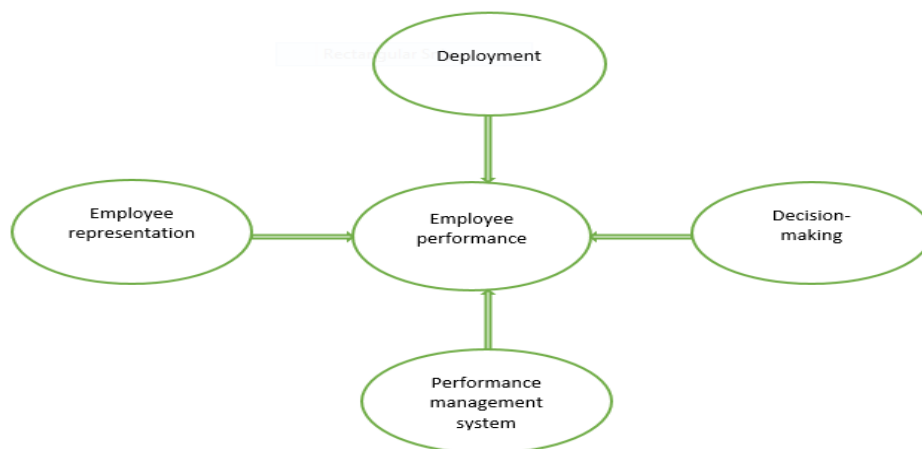 Deployment
Employee
representation
Employee
performance
Decision-
making
Performance
management
system